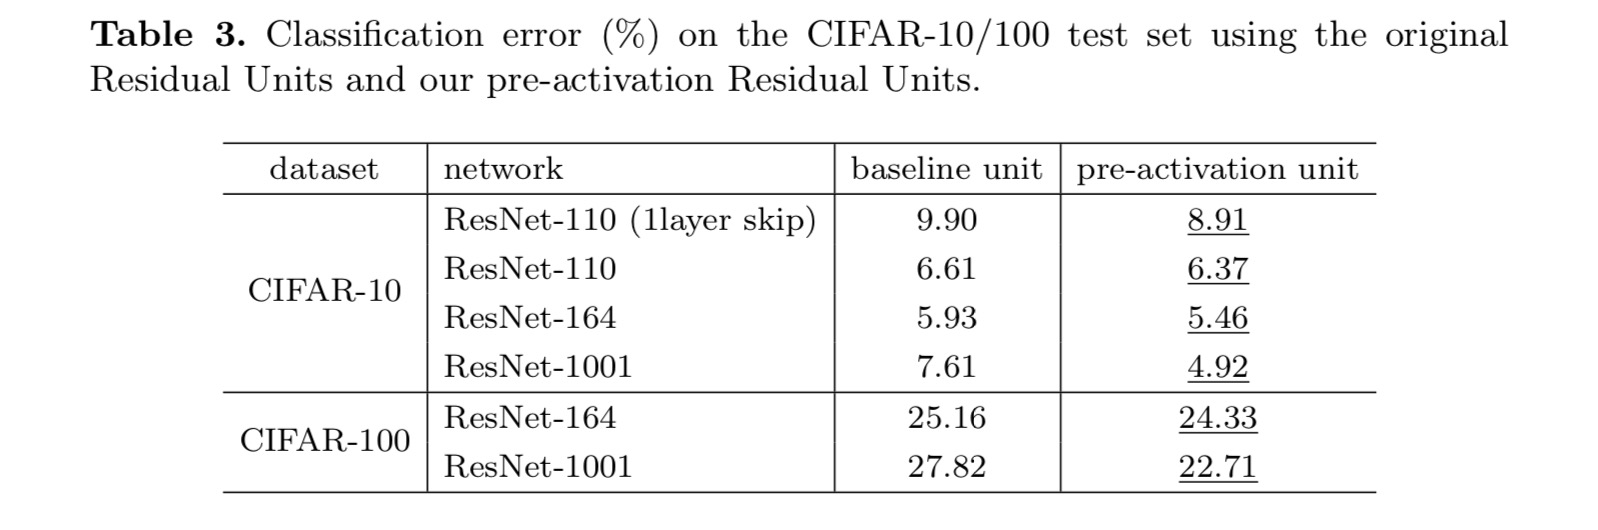 Table 3. Classification error (%) on the CIFAR-10/100 test set using the original
Residual Units and our pre-activation Residual Units.
dataset network baseline unit pre-activation unit
CIFAR-10
ResNet-110 (1layer skip) 9.90 8.91
ResNet-110 6.61 6.37
ResNet-164 5.93 5.46
ResNet-1001 7.61 4.92
CIFAR-100
ResNet-164 25.16 24.33
ResNet-1001 27.82 22.71